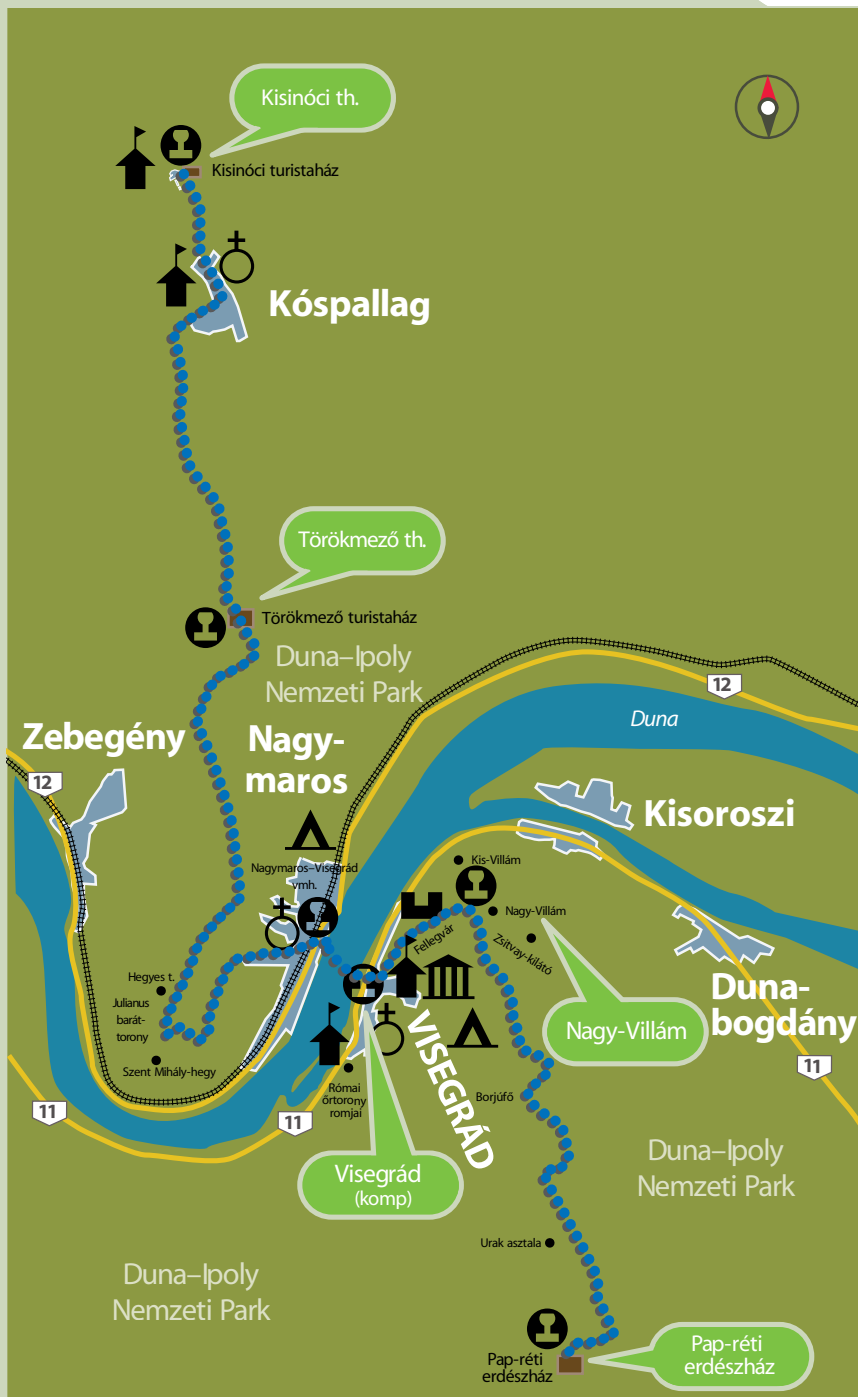 Kisinóci th.
Kisinóci turistaház
Kóspallag
Törökmező th.
Törökmező turistaház
Duna–Ipoly
Nemzeti Park
12
Duna
Zebegény
Nagy-
maros
12
Kisoroszi
Nagymaros–Visegrád
vmh.
Kis-Villám
Nagy-Villám
Fellegvár
Zsitvay-kilátó
Hegyes t.
Julianus
barát-
torony
Duna-
bogdány
Nagy-Villám
VISEGRÁD
Szent Mihály-hegy
Római
őrtorony
romjai
11
11
11
Borjúfő
Visegrád
(komp)
Duna–Ipoly
Nemzeti Park
Urak asztala
Duna–Ipoly
Nemzeti Park
Pap-réti
erdészház
Pap-réti
erdészház